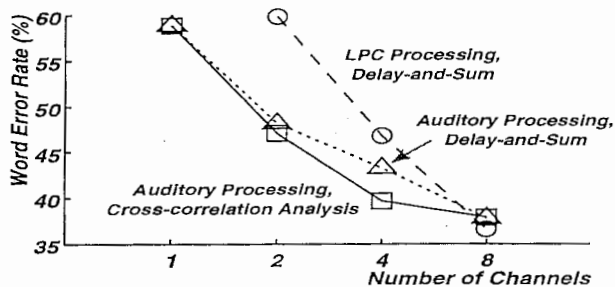 60
55
50
45
40
35
Word Error Rate (%)
LPC Processing,
Delay-and-Sum
Auditory Processing,
Delay-and-Sum
Auditory Processing,
Cross-correlation Analysis
1 2 4 8
Number of Channels